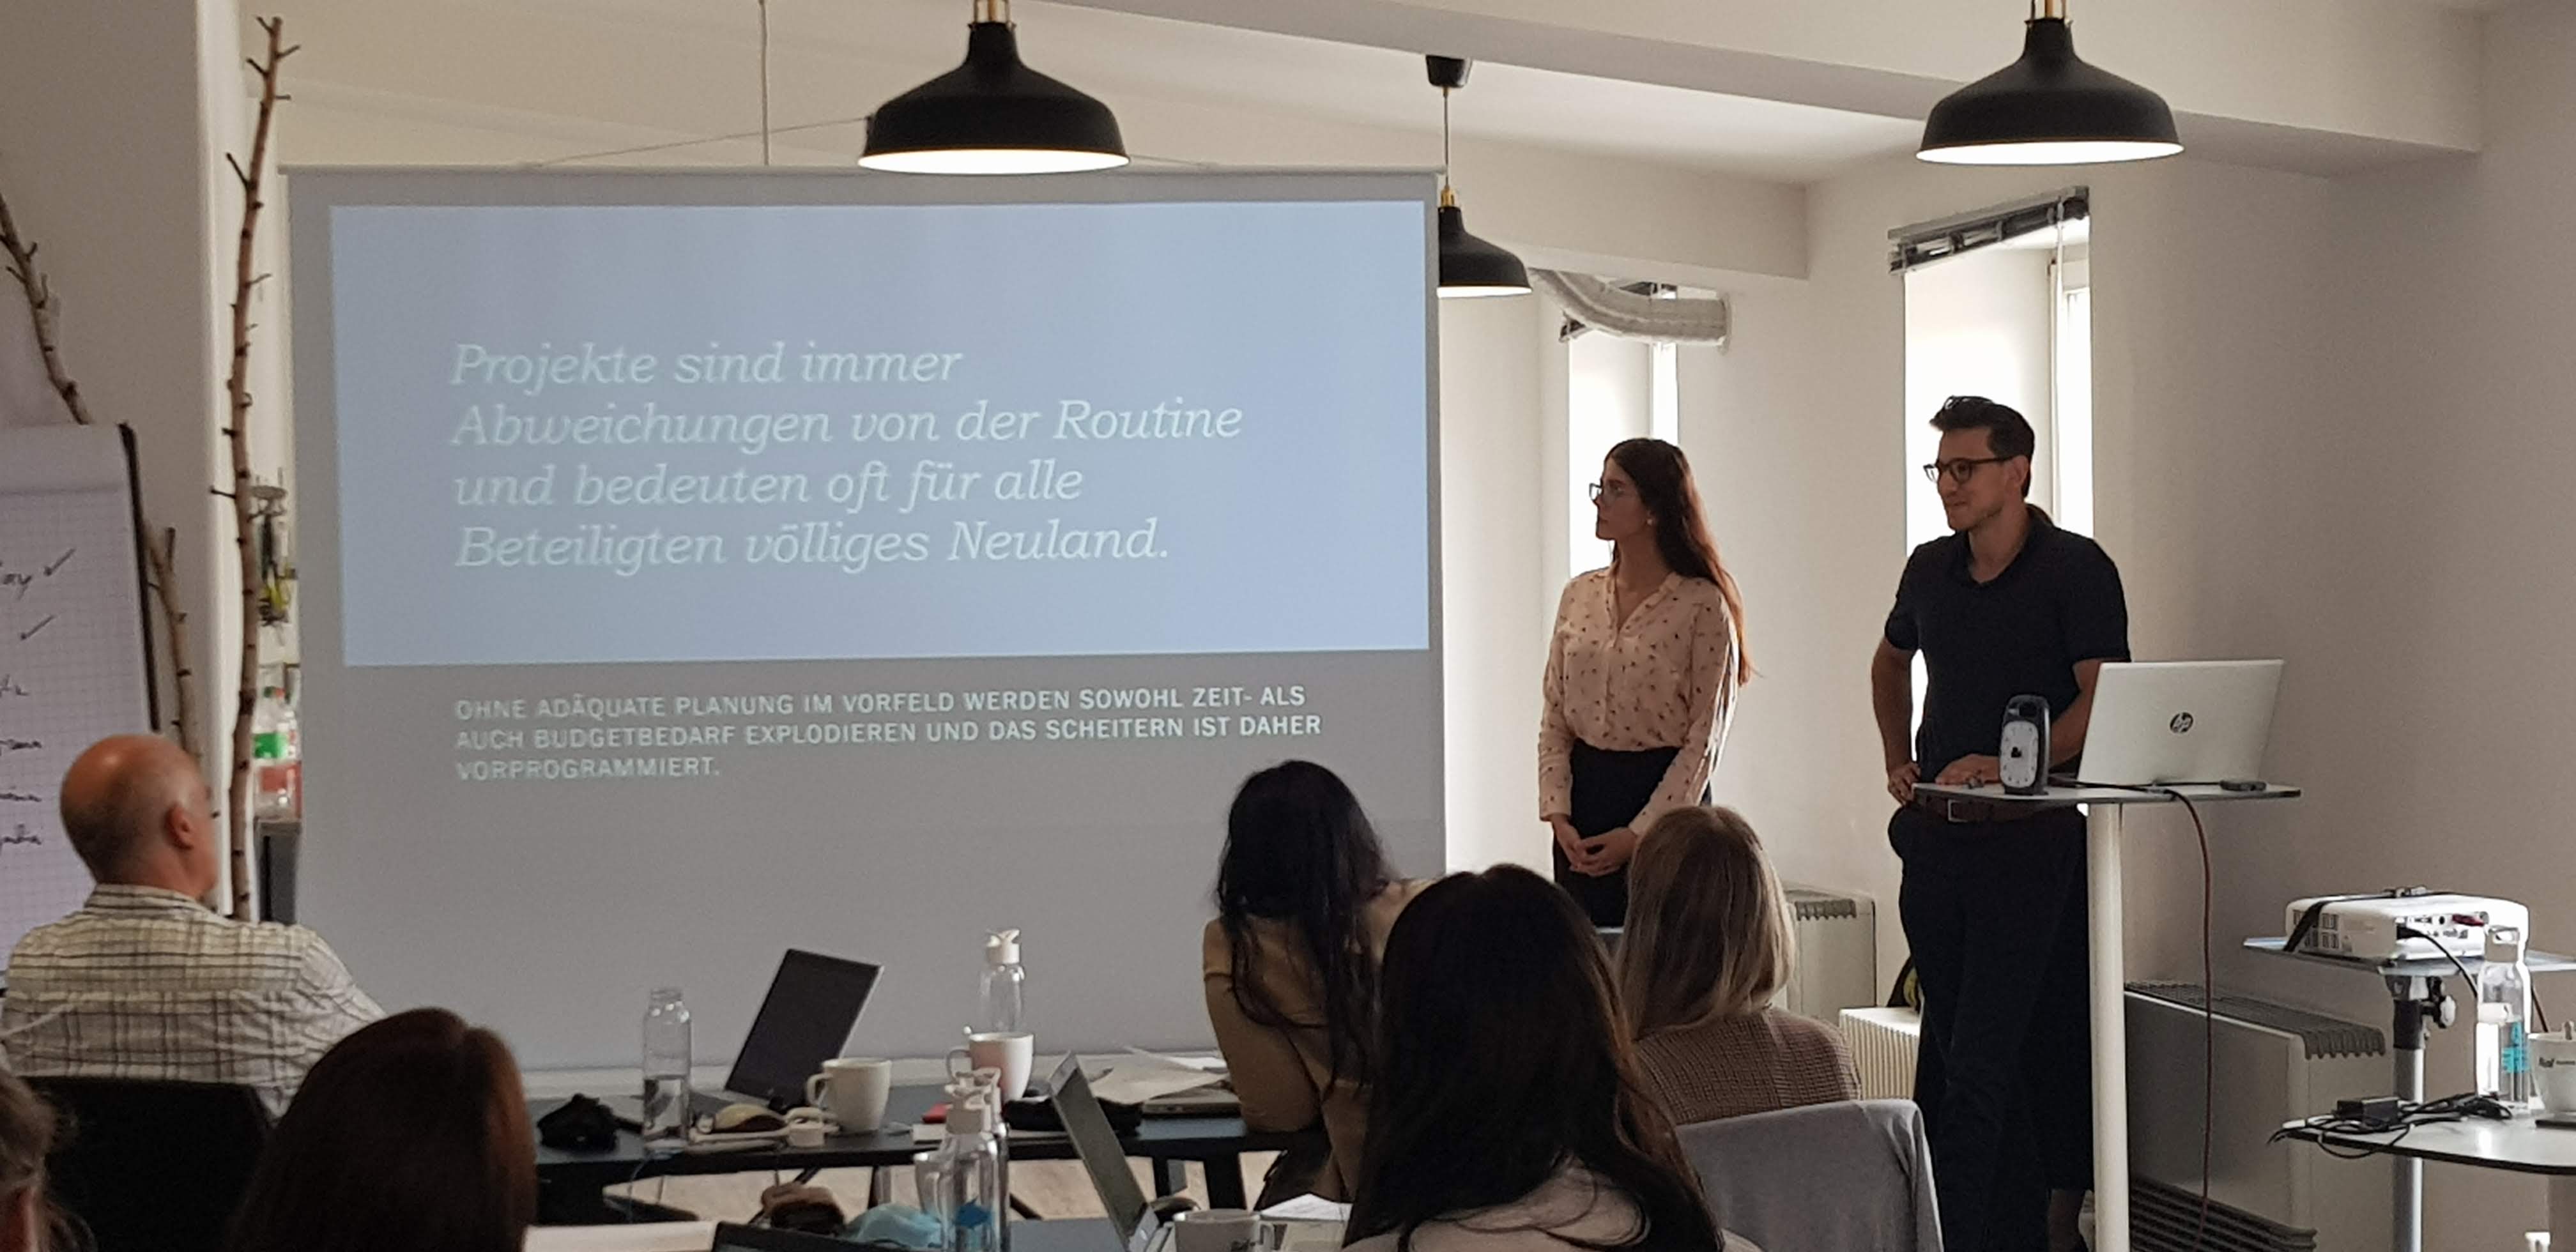 Projekte sind immer
Abweichungen von der Routine
und bedeuten oft für alle
Beteiligten völliges Neuland.
OHNE ADÄQUATE PLANUNG IM VORFELD WERDEN SOWOHL ZEIT- ALS
AUCH BUDGETBEDARF EXPLODIEREN UND DAS SCHEITERN IST DAHER
VORPROGRAMMIERT.
hp